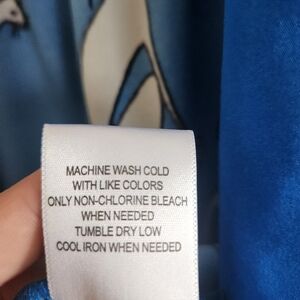 MACHINE WASH COLD
WITH LIKE COLORS
ONLY NON-CHLORINE BLEACH
WHEN NEEDED
TUMBLE DRY LOW
COOL IRON WHEN NEEDED